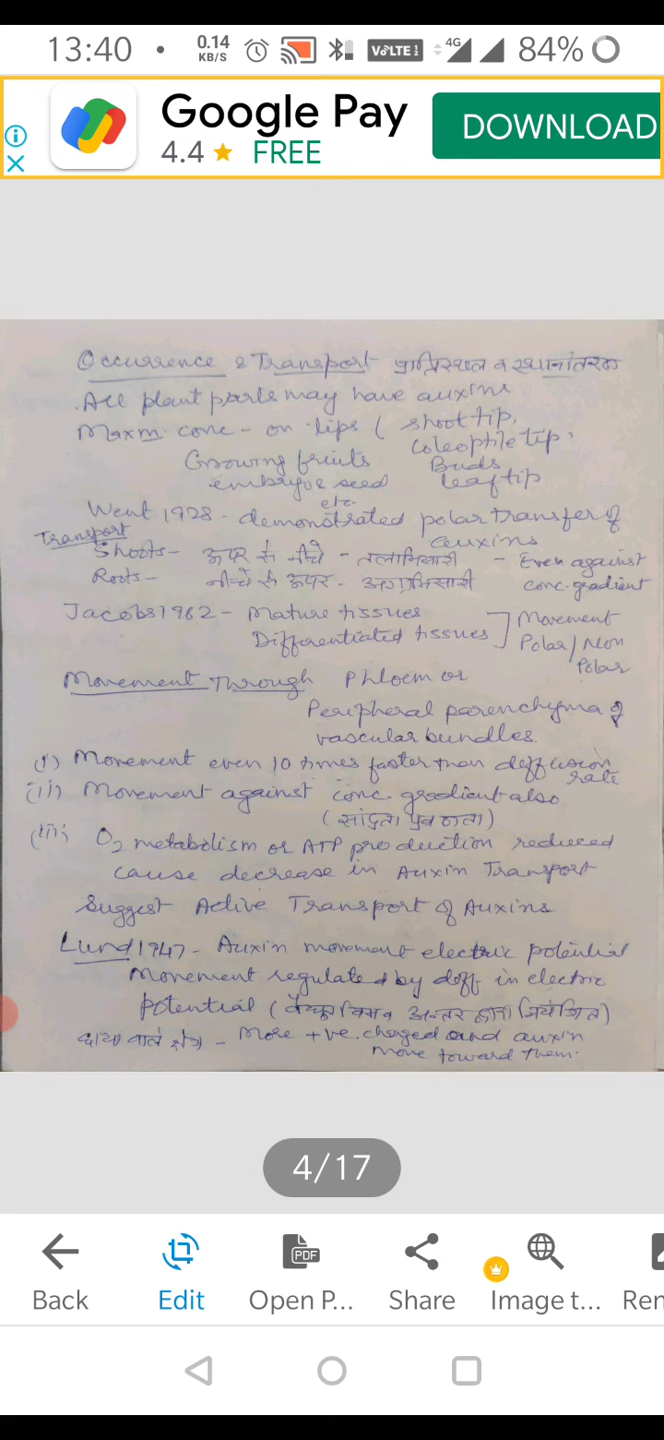 13:40 • 0.14 KB/S VoLTE 1 4G 84%
Google Pay
4.4 ★ FREE
DOWNLOAD
Occurrence & Transport प्राप्तिस्थान व स्थानांतरण
All plant parts may have auxins
Maxm. conc - on tips ( shoot tip,
coleoptile tip,
Growing fruits Buds
embryo & seed leaf tip
etc.
Went 1928 - demonstrated polar transfer of
auxins
Transport
Shoots - ऊपर से नीचे - तलाभिसारी - Even against
Roots - नीचे से ऊपर - अग्राभिसारी conc. gradient
Jacobs 1962 - Mature tissues Movement
Differentiated tissues Polar/Non
Polar
Movement Through Phloem or
Peripheral parenchyma of
vascular bundles.
(i) Movement even 10 times faster than deffusion
rate
(ii) Movement against conc gradient also
(सांद्रता प्रवणता)
(iii) O2 metabolism or ATP production reduced
cause decrease in Auxin Transport
Suggest Active Transport of Auxins
Lund 1947 - Auxin movement electric potential
Movement regulated by diff in electric
potential ( अन्तर द्वारा नियंत्रित)
छाया वाले क्षेत्र - More +ve. charged and auxin
move toward them.
4/17
Back
Edit
Open P...
Share
Image t...
Ren